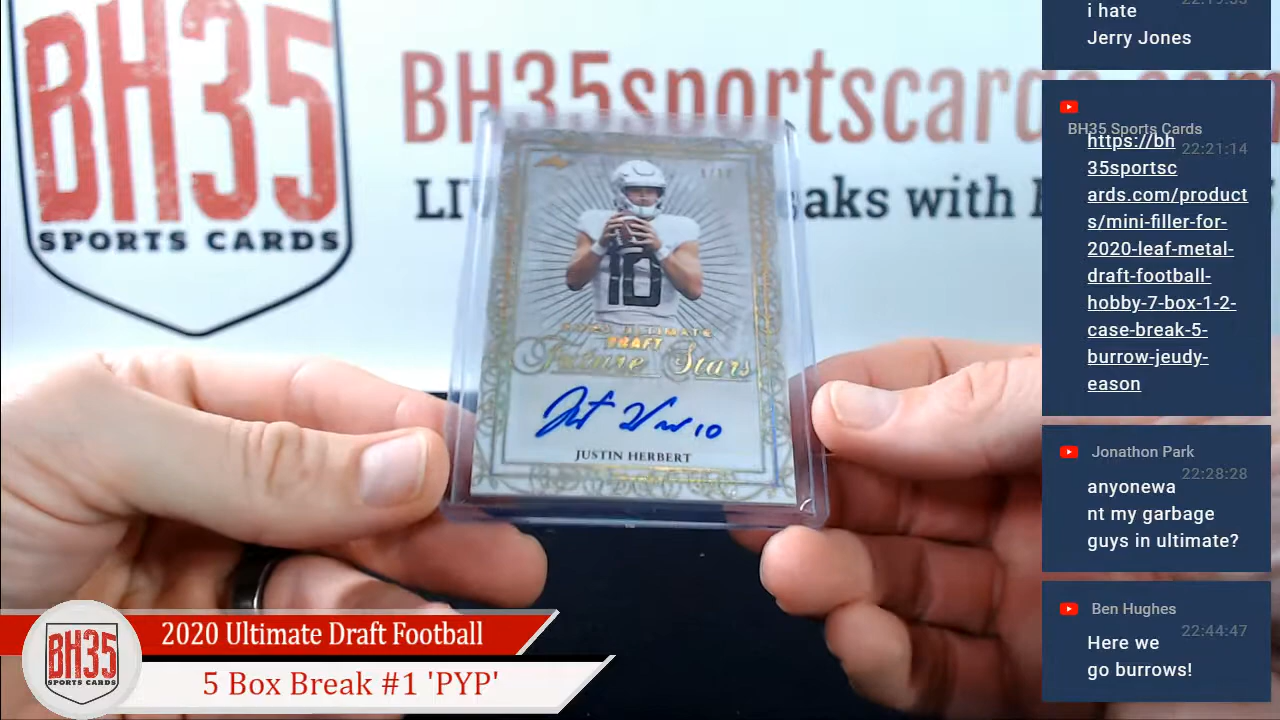 BH35
SPORTS CARDS
BH35sportscards.com
aks with
10
DRAFT
Future Stars
10
JUSTIN HERBERT
i hate
Jerry Jones
BH35 Sports Cards
22:21:14
https://bh
35sportsc
ards.com/product
s/mini-filler-for-
2020-leaf-metal-
draft-football-
hobby-7-box-1-2-
case-break-5-
burrow-jeudy-
eason
Jonathon Park
22:28:28
anyonewa
nt my garbage
guys in ultimate?
Ben Hughes
22:44:47
Here we
go burrows!
BH35
SPORTS CARDS
2020 Ultimate Draft Football
5 Box Break #1 'PYP'